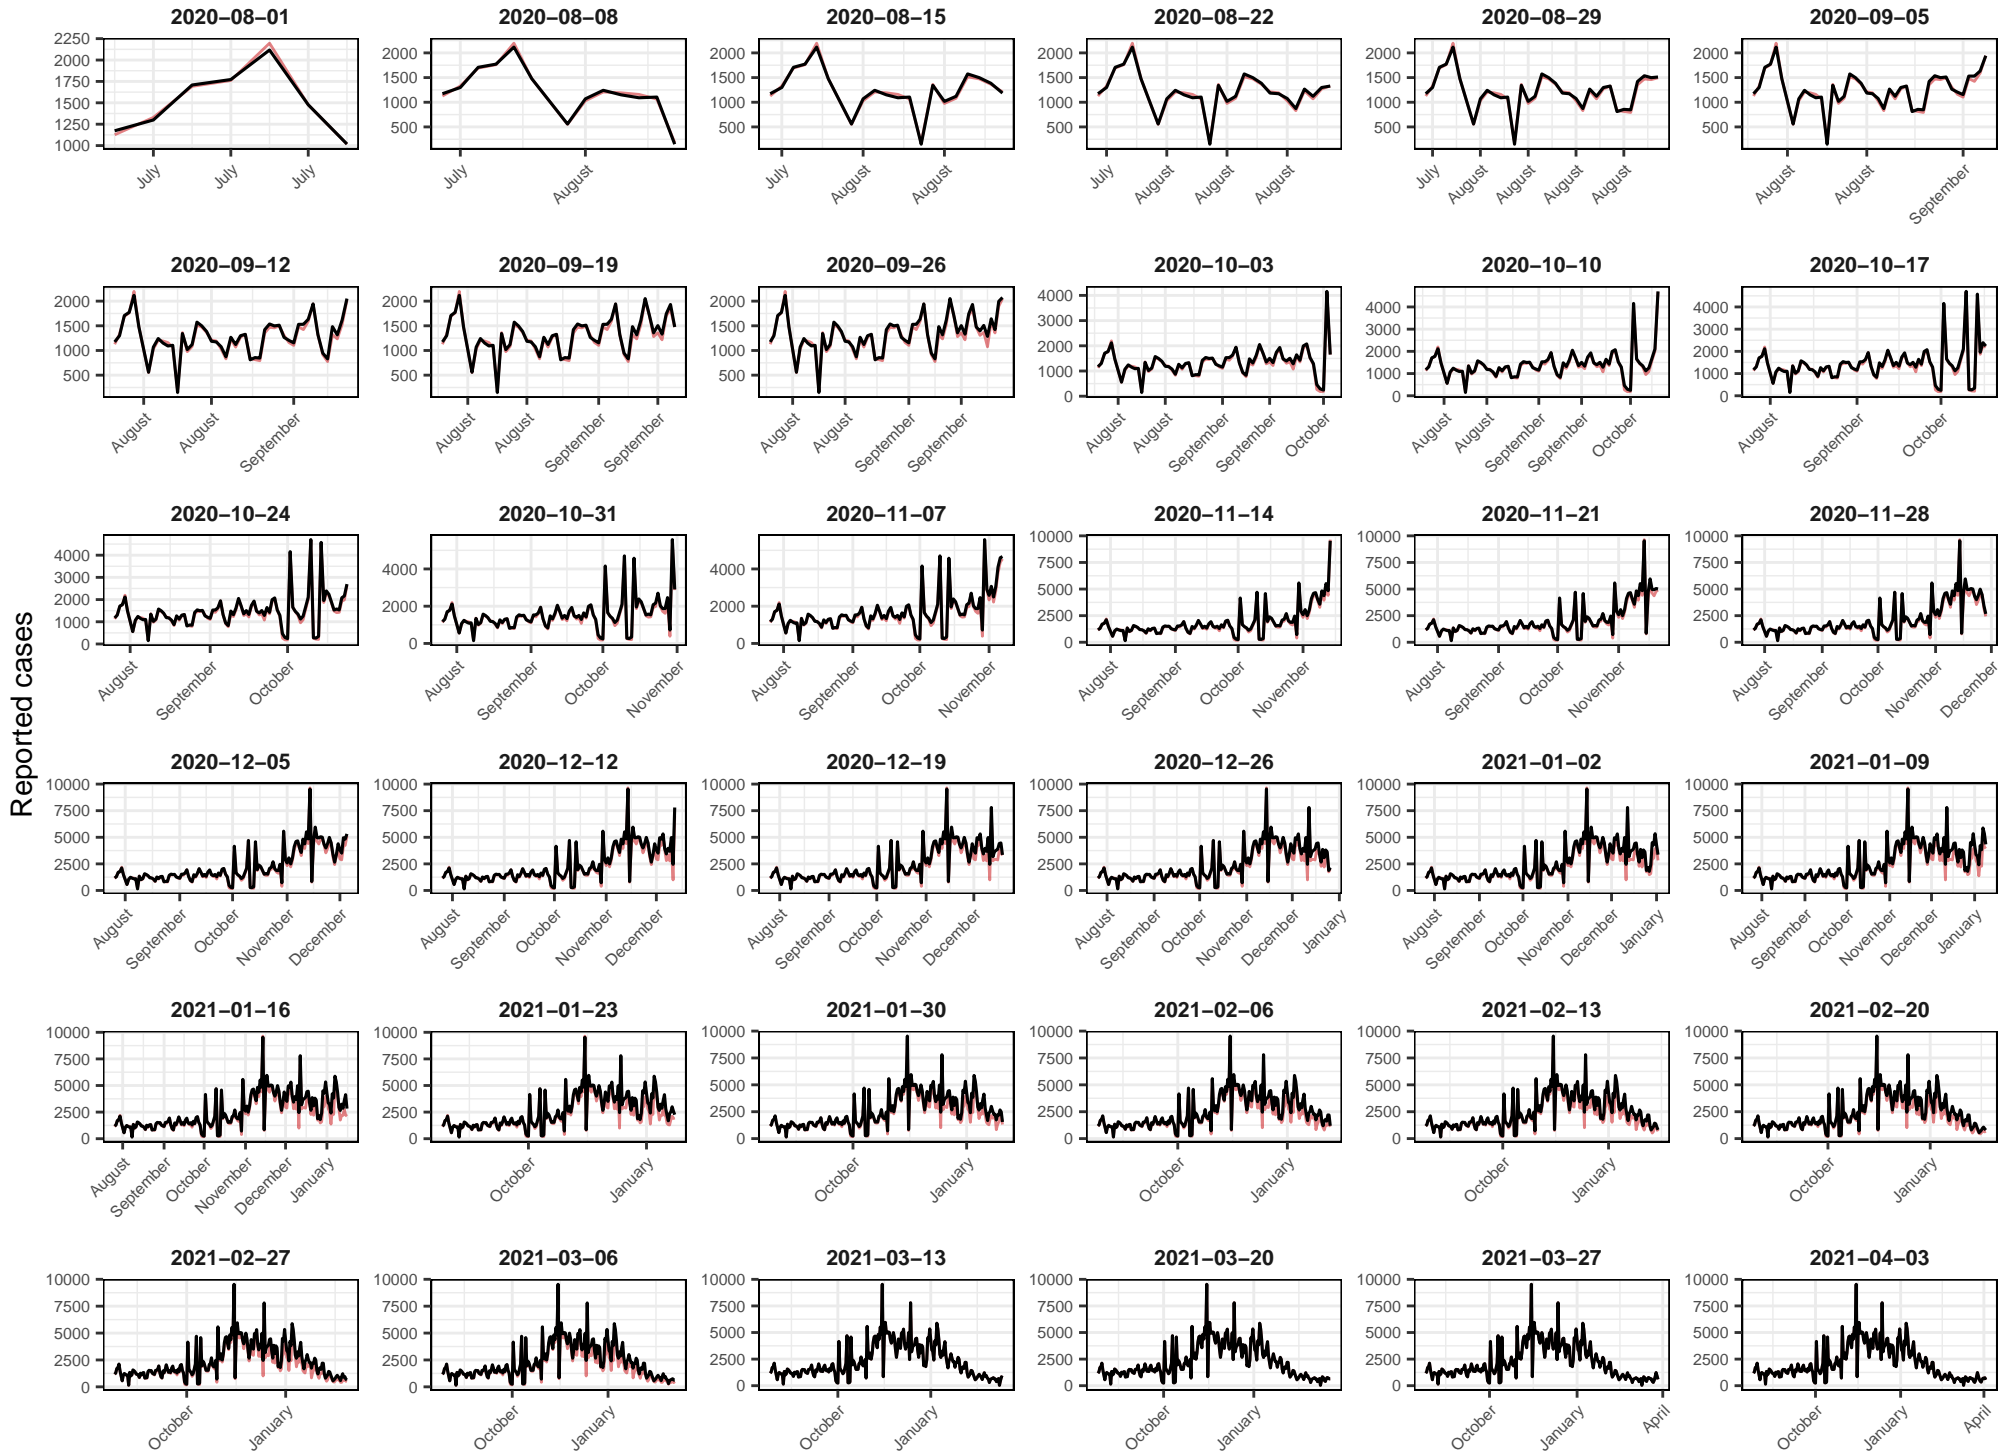 Reported cases
2020−08−01 2020−08−08 2020−08−15 2020−08−22 2020−08−29 2020−09−05
2250 2000 1750 1500 1250 1000
2000 1500 1000 500
2000 1500 1000 500
2000 1500 1000 500
2000 1500 1000 500
2000 1500 1000 500
July July July
July August
July August August
July August August August
July August August August August
August August September
2020−09−12 2020−09−19 2020−09−26 2020−10−03 2020−10−10 2020−10−17
2000 1500 1000 500
2000 1500 1000 500
2000 1500 1000 500
4000 3000 2000 1000 0
4000 3000 2000 1000 0
4000 3000 2000 1000 0
August August September
August August September September
August August September September
August August September September October
August August September September October
August September October
2020−10−24 2020−10−31 2020−11−07 2020−11−14 2020−11−21 2020−11−28
4000 3000 2000 1000 0
4000 2000 0
4000 2000 0
10000 7500 5000 2500 0
10000 7500 5000 2500 0
10000 7500 5000 2500 0
August September October
August September October November
August September October November
August September October November
August September October November
August September October November December
2020−12−05 2020−12−12 2020−12−19 2020−12−26 2021−01−02 2021−01−09
10000 7500 5000 2500 0
10000 7500 5000 2500 0
10000 7500 5000 2500 0
10000 7500 5000 2500 0
10000 7500 5000 2500 0
10000 7500 5000 2500 0
August September October November December
August September October November December
August September October November December
August September October November December January
August September October November December January
August September October November December January
2021−01−16 2021−01−23 2021−01−30 2021−02−06 2021−02−13 2021−02−20
10000 7500 5000 2500 0
10000 7500 5000 2500 0
10000 7500 5000 2500 0
10000 7500 5000 2500 0
10000 7500 5000 2500 0
10000 7500 5000 2500 0
August September October November December January
October January
October January
October January
October January
October January
2021−02−27 2021−03−06 2021−03−13 2021−03−20 2021−03−27 2021−04−03
10000 7500 5000 2500 0
10000 7500 5000 2500 0
10000 7500 5000 2500 0
10000 7500 5000 2500 0
10000 7500 5000 2500 0
10000 7500 5000 2500 0
October January
October January
October January
October January
October January April
October January April